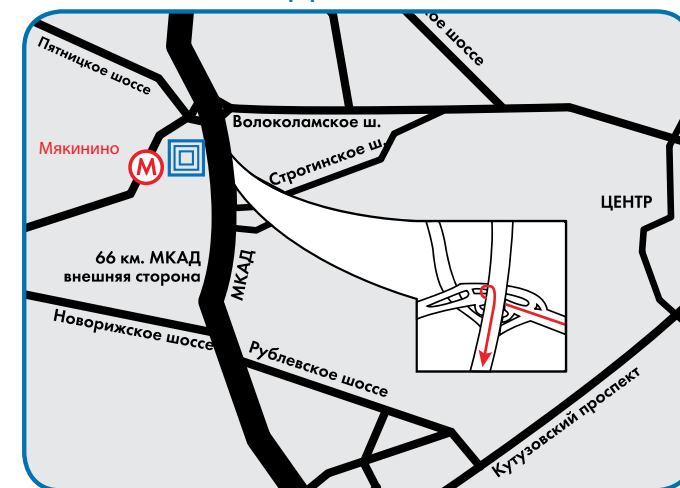 ое шоссе
Пятницкое шоссе
Волоколамское ш.
Мякинино
М
Строгинское ш.
ЦЕНТР
66 км. МКАД
внешняя сторона
МКАД
Новорижское шоссе
Рублевское шоссе
Кутузовский проспект